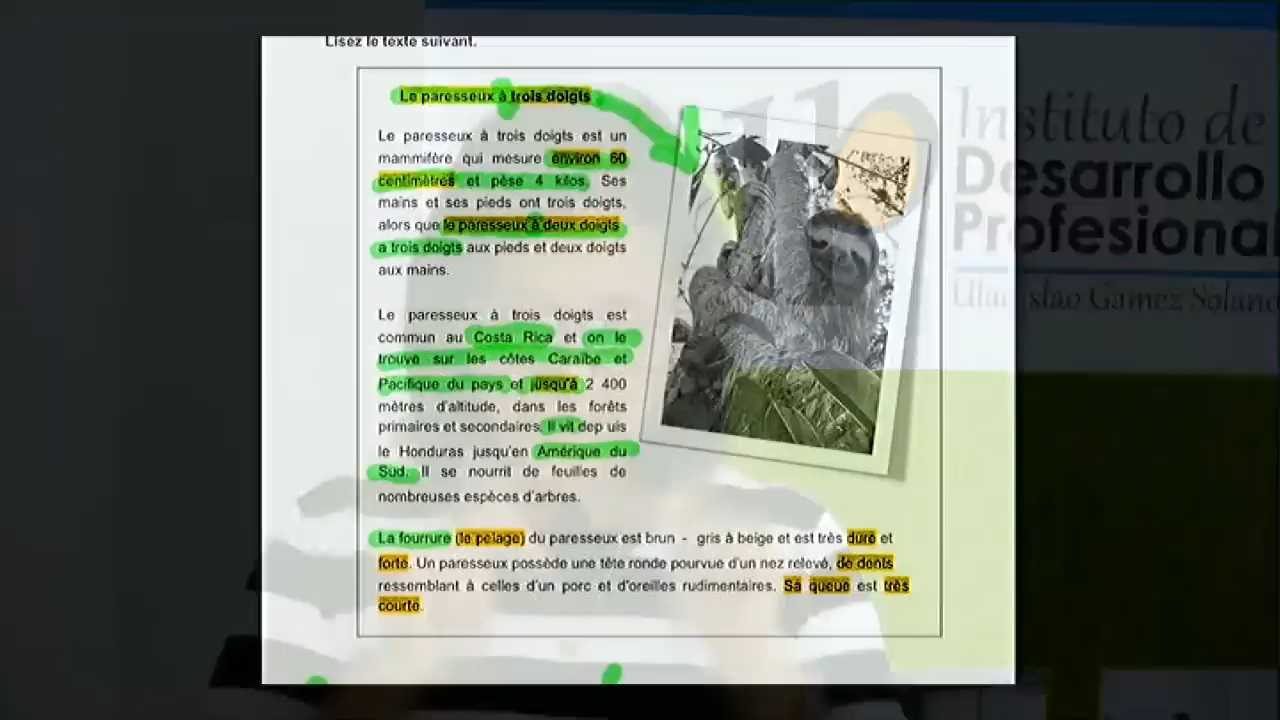 Lisez le texte suivant.
Le paresseux à trois doigts
Le paresseux à trois doigts est un
mammifère qui mesure environ 60
centimètres et pèse 4 kilos. Ses
mains et ses pieds ont trois doigts,
alors que le paresseux à deux doigts
a trois doigts aux pieds et deux doigts
aux mains.
Le paresseux à trois doigts est
commun au Costa Rica et on le
trouve sur les côtes Caraïbe et
Pacifique du pays et jusqu'à 2 400
mètres d'altitude, dans les forêts
primaires et secondaires. Il vit dep uis
le Honduras jusqu'en Amérique du
Sud. Il se nourrit de feuilles de
nombreuses espèces d'arbres.
La fourrure (le pelage) du paresseux est brun - gris à beige et est très dure et
forte. Un paresseux possède une tête ronde pourvue d'un nez relevé, de dents
ressemblant à celles d'un porc et d'oreilles rudimentaires. Sa queue est très
courte.
Instituto de
Desarrollo
Profesional
Uladislao Gamez Solano